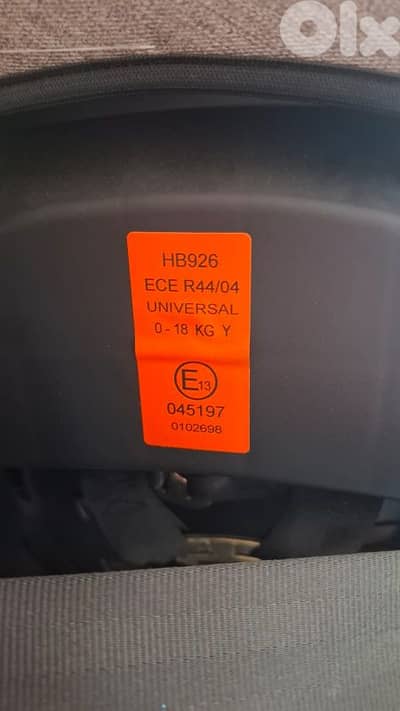 Olx
HB926
ECE R44/04
UNIVERSAL
0 - 18 KG Y
E13
045197
0102698